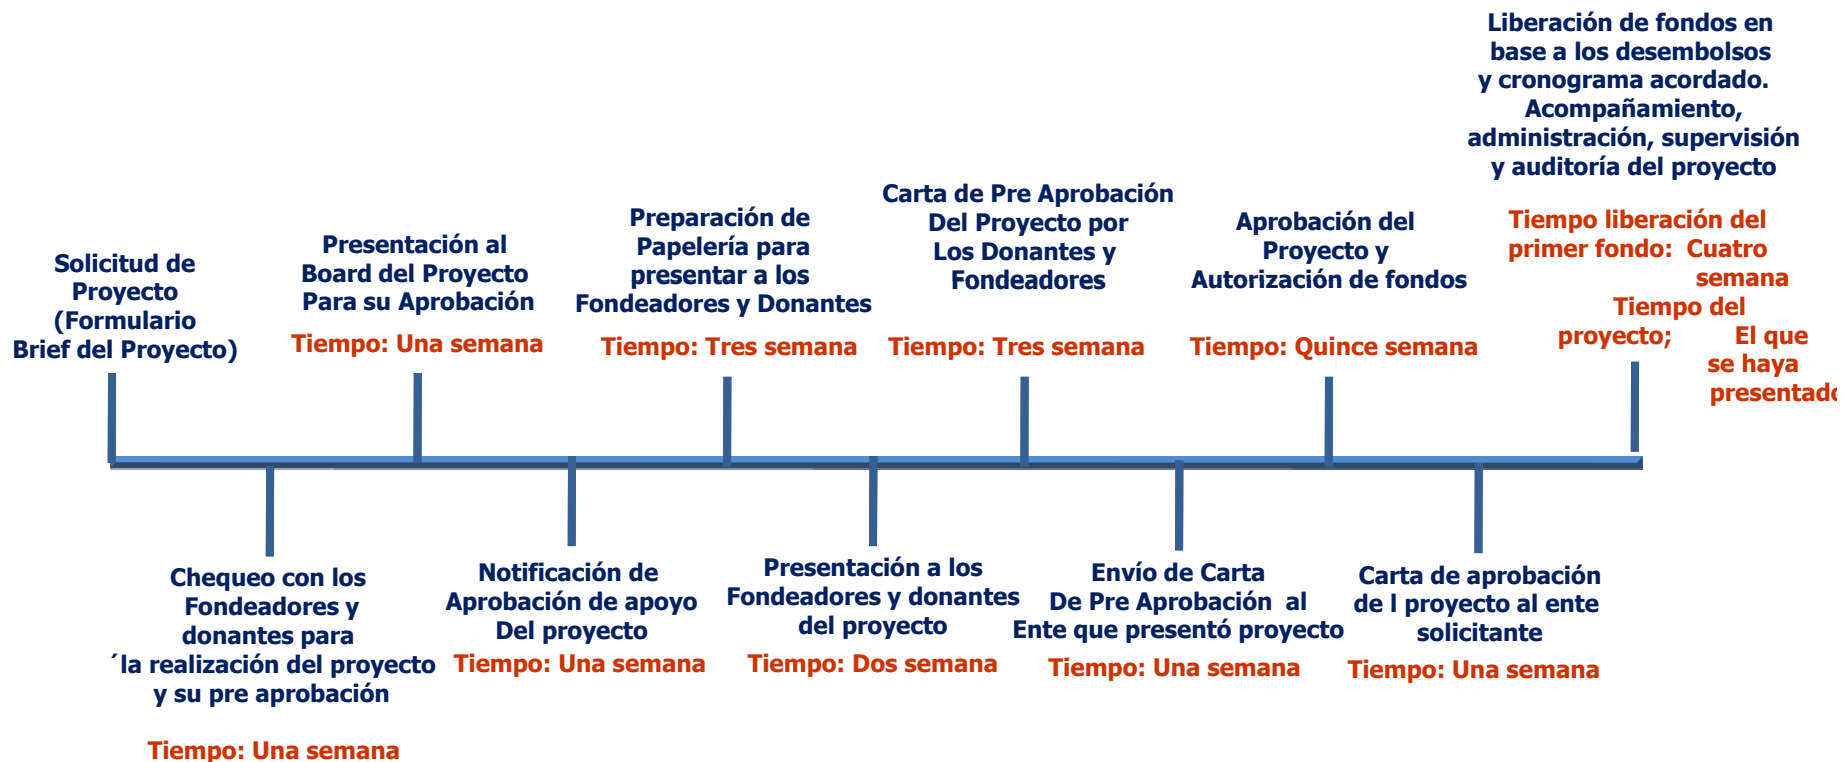 Solicitud de
Proyecto
(Formulario
Brief del Proyecto)
Chequeo con los
Fondeadores y
donantes para
´la realización del proyecto
y su pre aprobación
Tiempo: Una semana
Presentación al
Board del Proyecto
Para su Aprobación
Tiempo: Una semana
Notificación de
Aprobación de apoyo
Del proyecto
Tiempo: Una semana
Preparación de
Papelería para
presentar a los
Fondeadores y Donantes
Tiempo: Tres semana
Presentación a los
Fondeadores y donantes
del proyecto
Tiempo: Dos semana
Carta de Pre Aprobación
Del Proyecto por
Los Donantes y
Fondeadores
Tiempo: Tres semana
Envío de Carta
De Pre Aprobación al
Ente que presentó proyecto
Tiempo: Una semana
Aprobación del
Proyecto y
Autorización de fondos
Tiempo: Quince semana
Carta de aprobación
de l proyecto al ente
solicitante
Tiempo: Una semana
Liberación de fondos en
base a los desembolsos
y cronograma acordado.
Acompañamiento,
administración, supervisión
y auditoría del proyecto
Tiempo liberación del
primer fondo: Cuatro
semana
Tiempo del
proyecto; El que
se haya
presentado